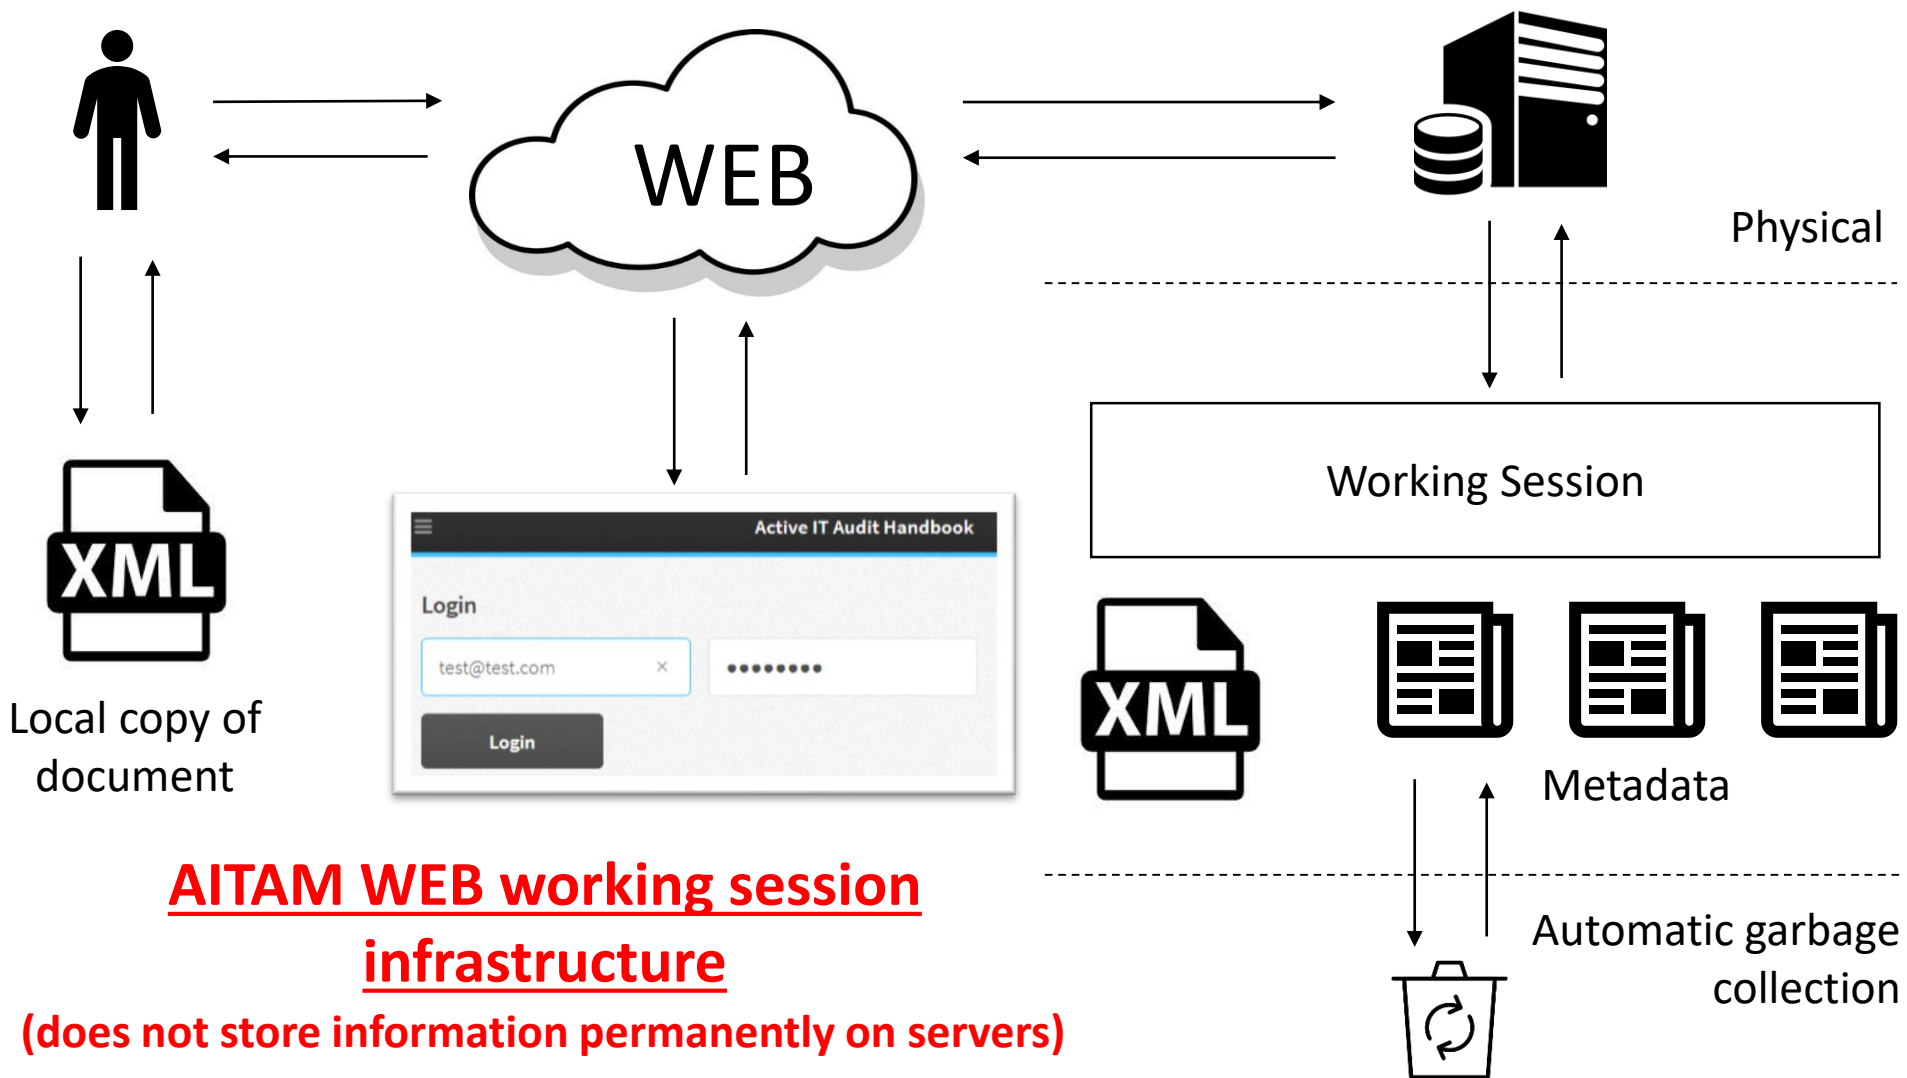 WEB
Physical
Working Session
XML
Local copy of
document
Active IT Audit Handbook
Login
test@test.com
×
••••••••
Login
XML
Metadata
AITAM WEB working session
infrastructure
(does not store information permanently on servers)
Automatic garbage
collection